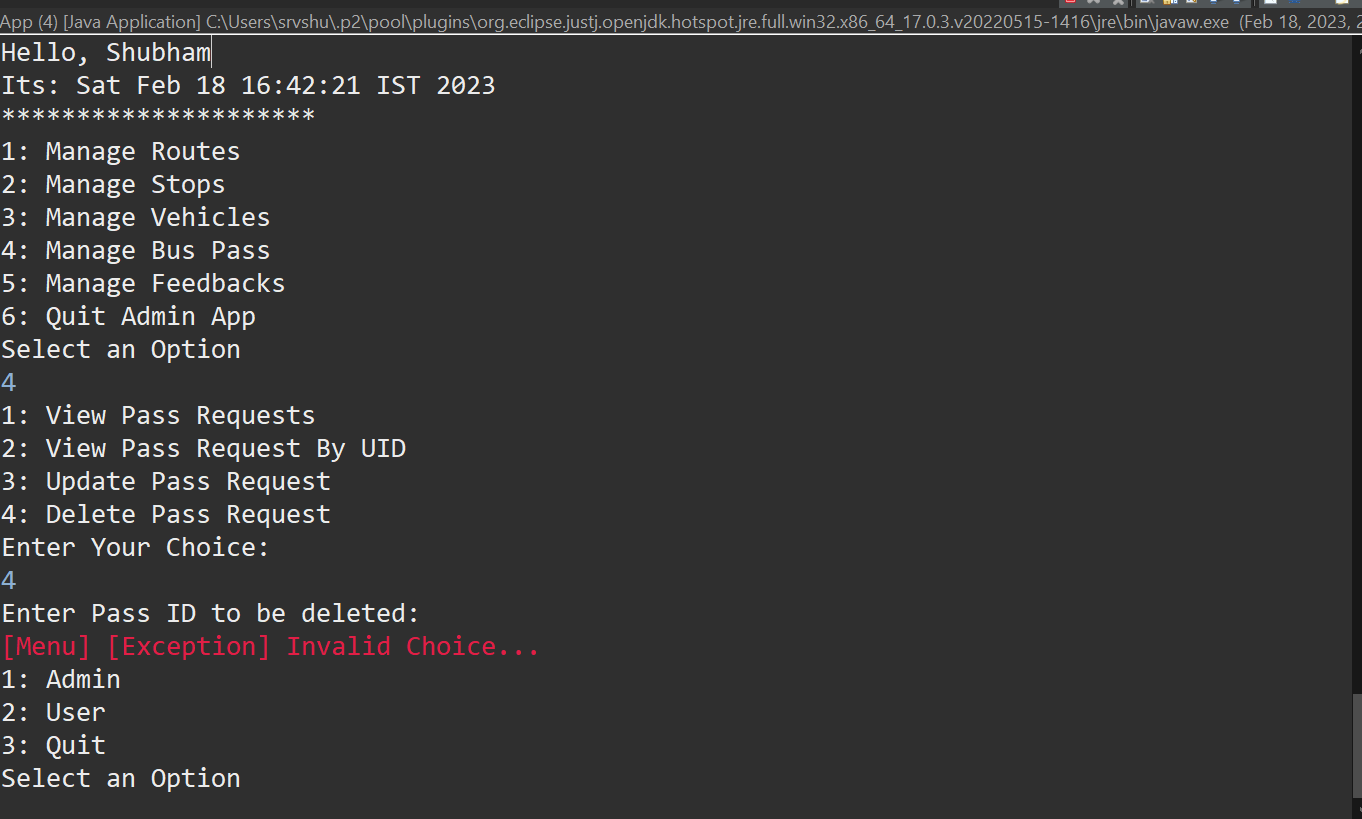 App (4) [Java Application] C:\Users\srvshu\.p2\pool\plugins\org.eclipse.justj.openjdk.hotspot.jre.full.win32.x86_64_17.0.3.v20220515-1416\jre\bin\javaw.exe (Feb 18, 2023, 2
Hello, Shubham
Its: Sat Feb 18 16:42:21 IST 2023
*********************
1: Manage Routes
2: Manage Stops
3: Manage Vehicles
4: Manage Bus Pass
5: Manage Feedbacks
6: Quit Admin App
Select an Option
4
1: View Pass Requests
2: View Pass Request By UID
3: Update Pass Request
4: Delete Pass Request
Enter Your Choice:
4
Enter Pass ID to be deleted:
[Menu] [Exception] Invalid Choice...
1: Admin
2: User
3: Quit
Select an Option